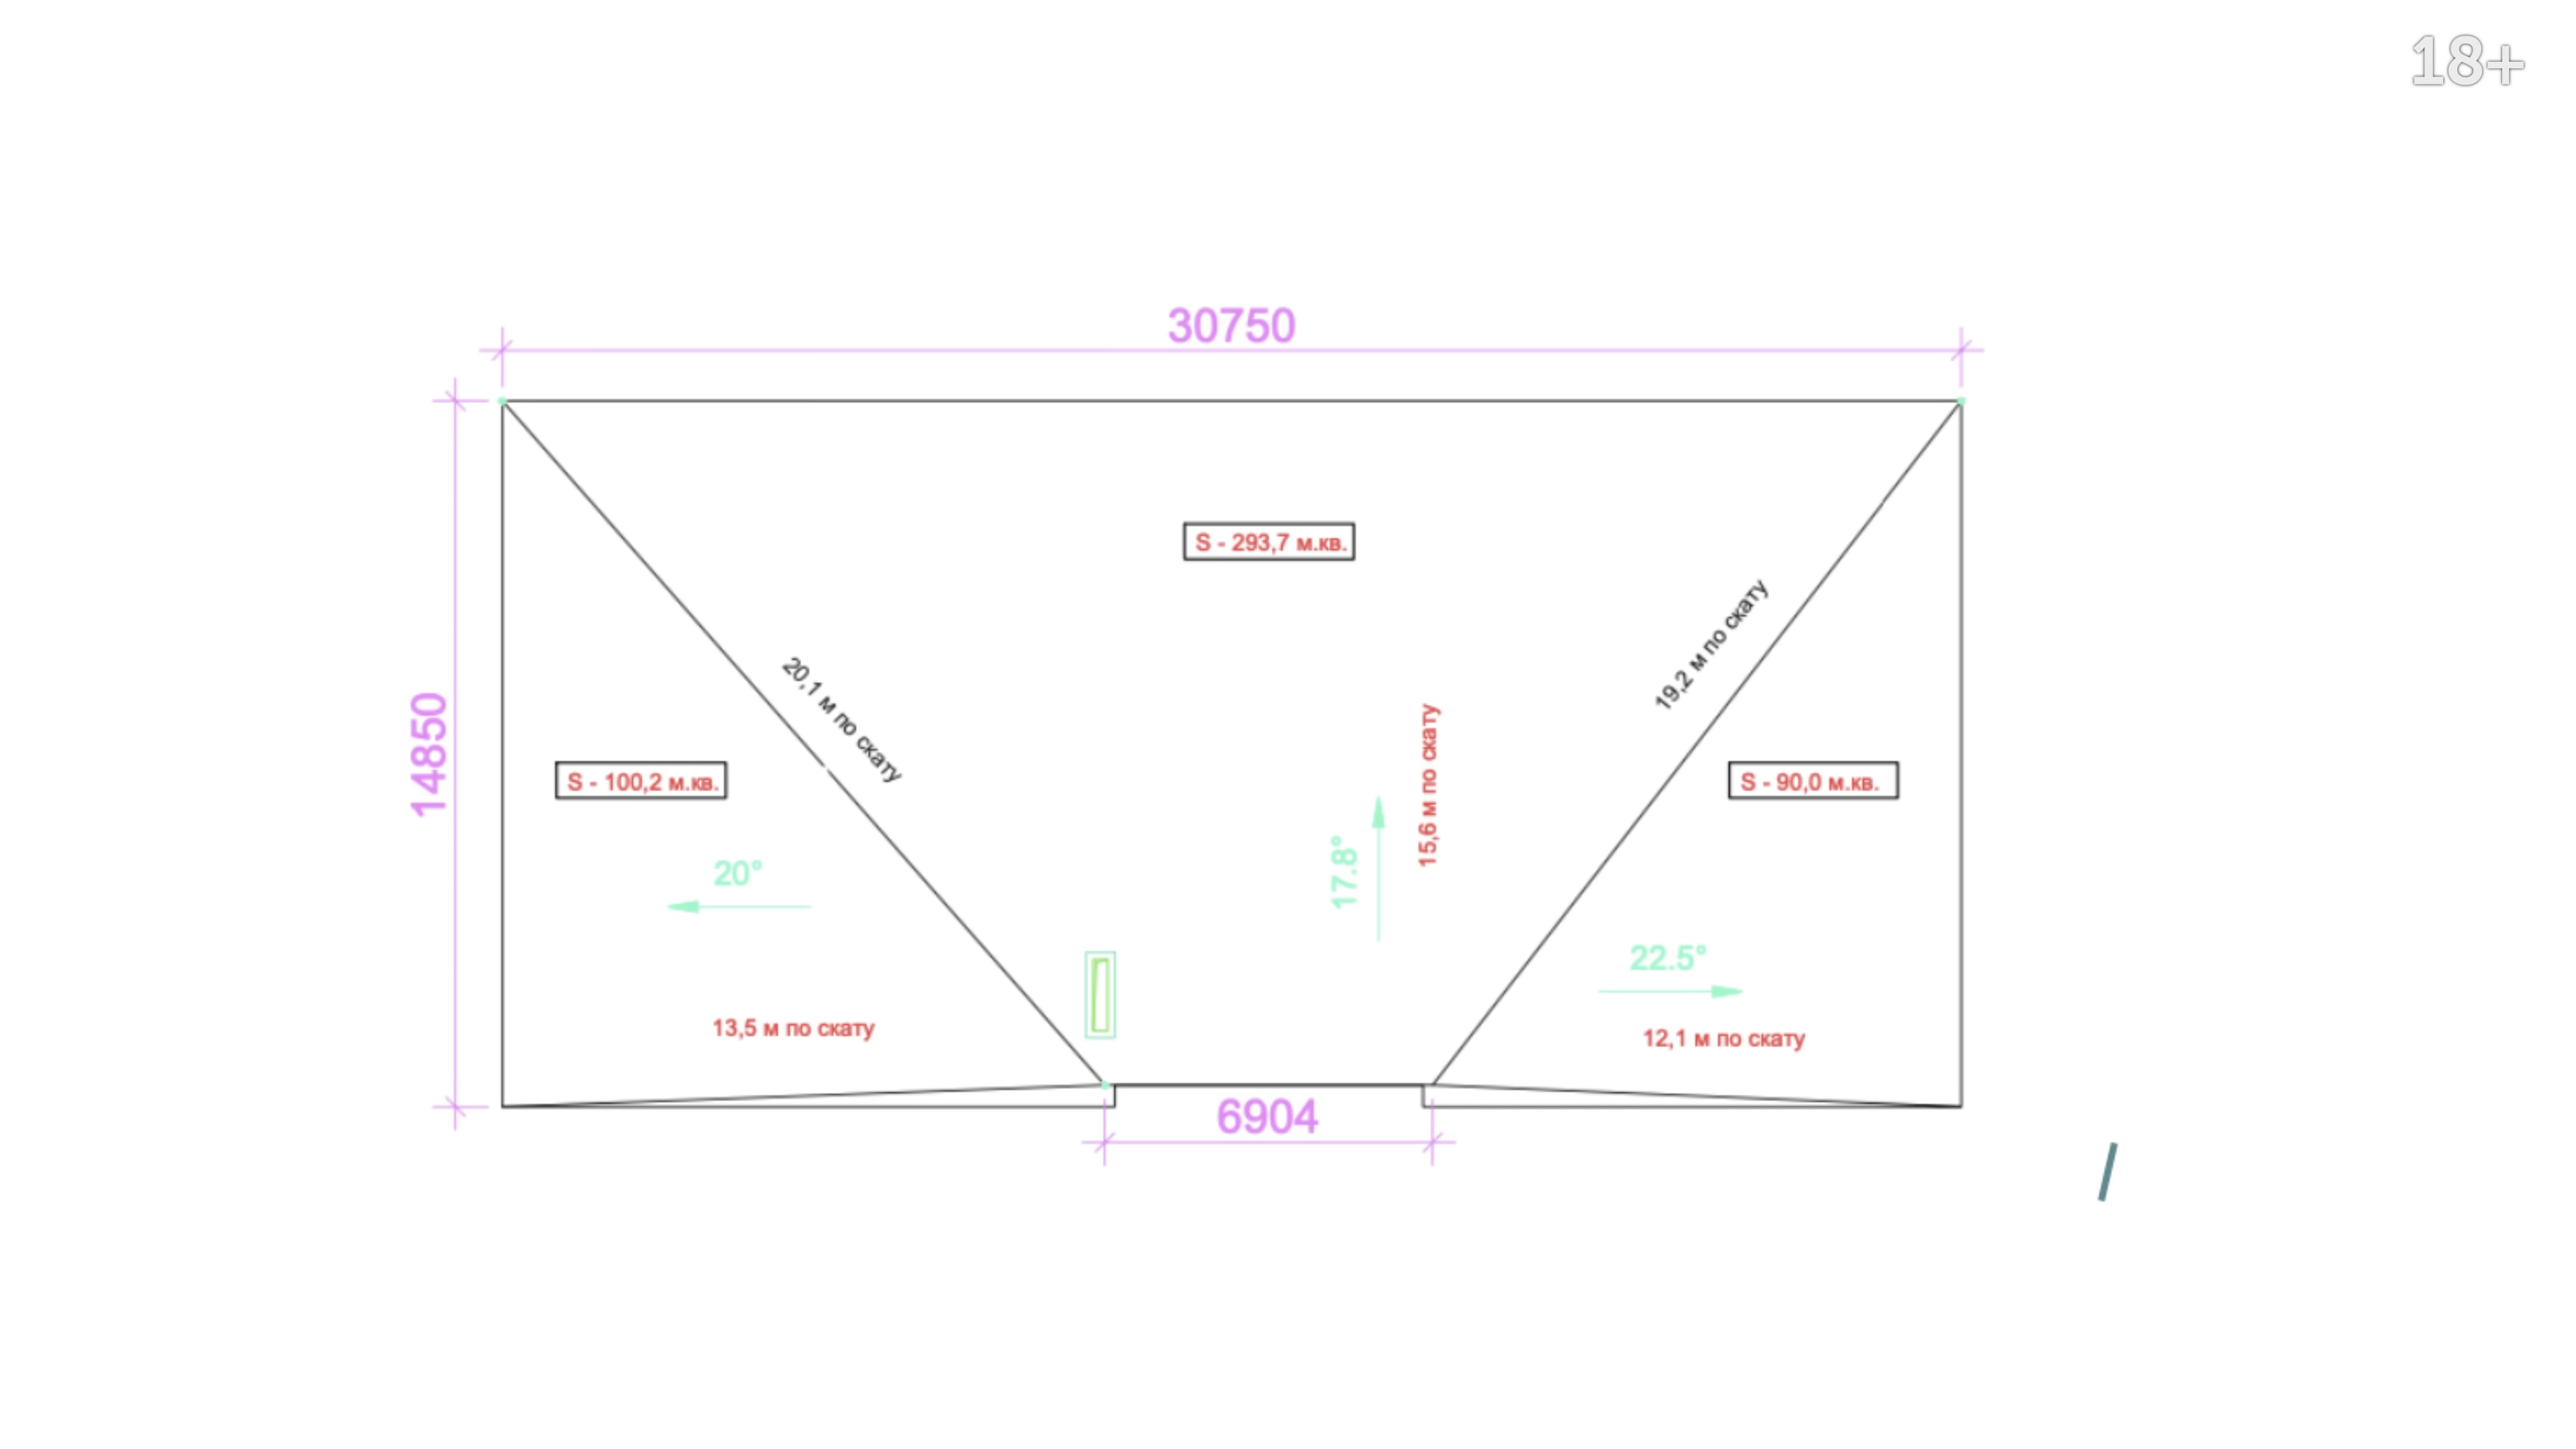 18+
30750
S - 293,7 м.кв.
20,1 м по скату
19,2 м по скату
14850
15,6 м по скату
S - 100,2 м.кв.
S - 90,0 м.кв.
20°
17.8°
22.5°
13,5 м по скату
12,1 м по скату
6904